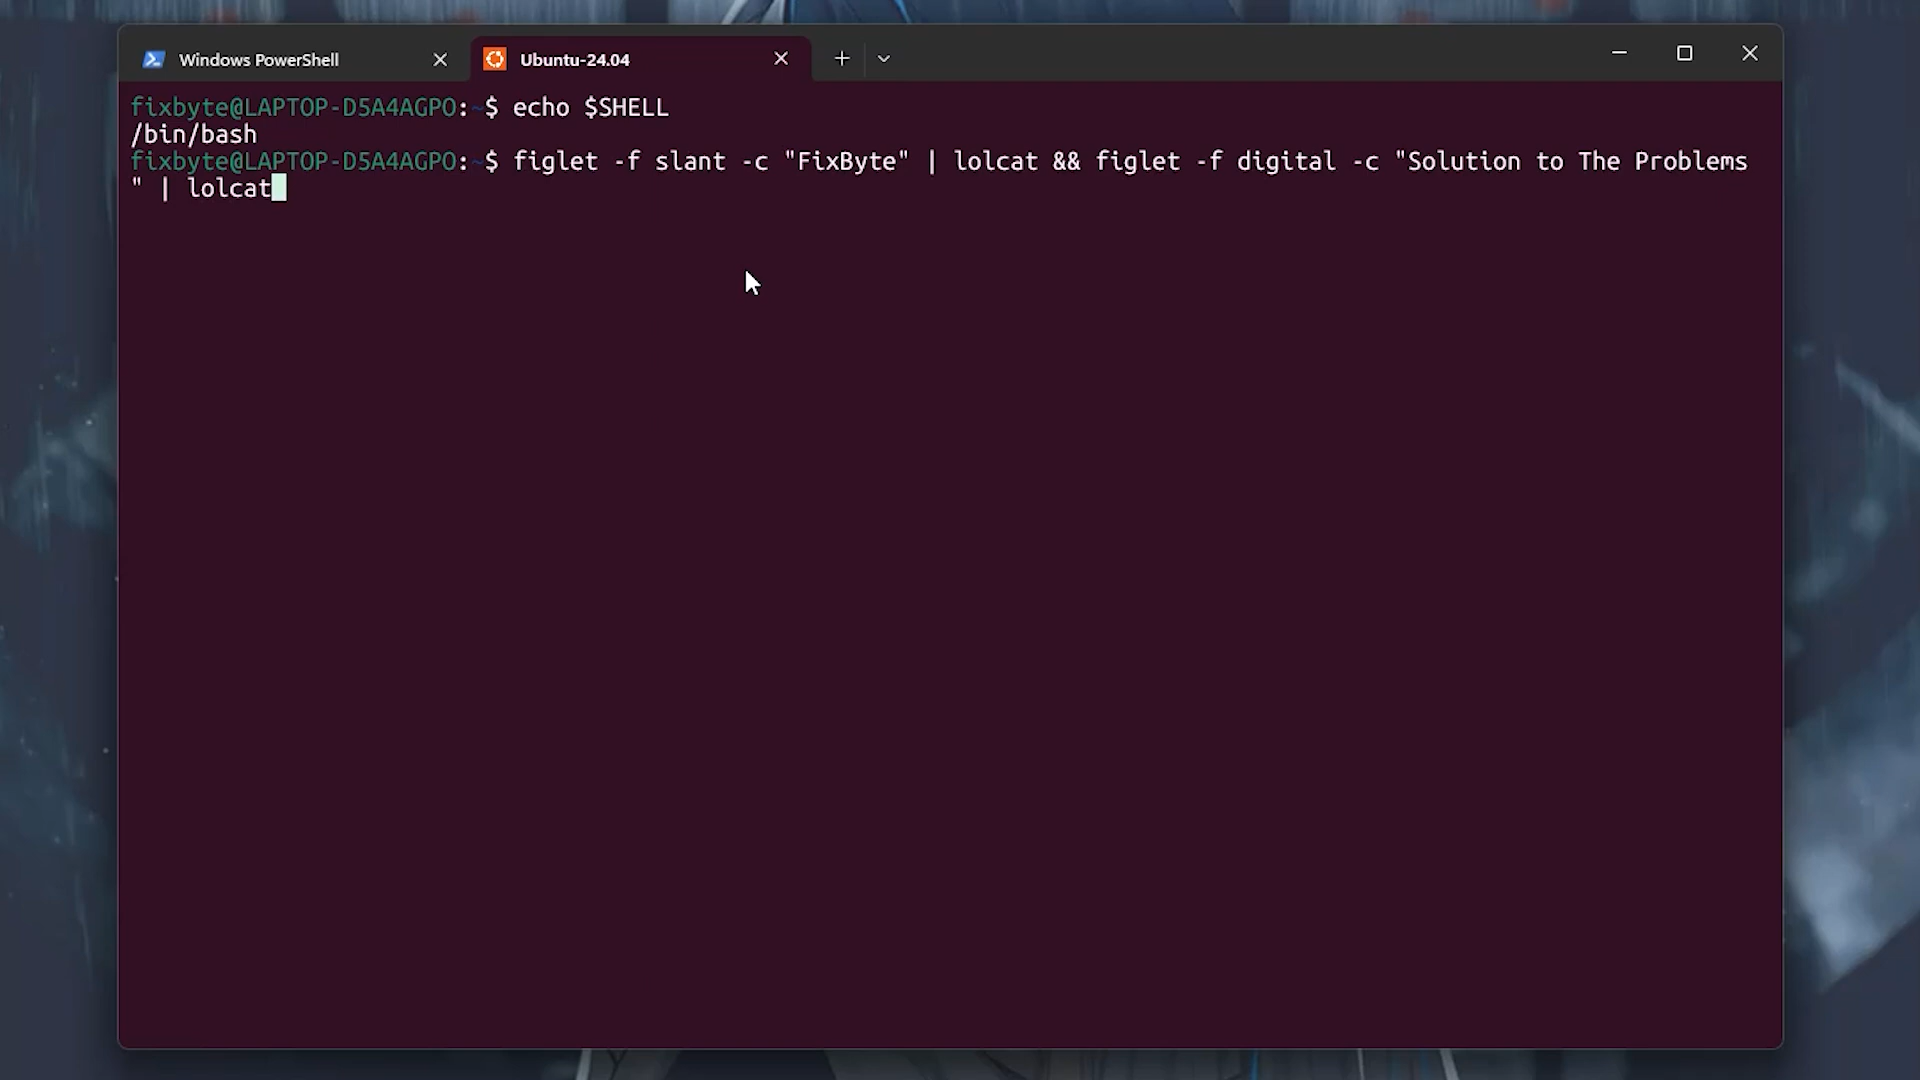 Windows PowerShell
Ubuntu-24.04
fixbyte@LAPTOP-D5A4AGPO:~$ echo $SHELL
/bin/bash
fixbyte@LAPTOP-D5A4AGPO:~$ figlet -f slant -c "FixByte" | lolcat && figlet -f digital -c "Solution to The Problems
" | lolcat